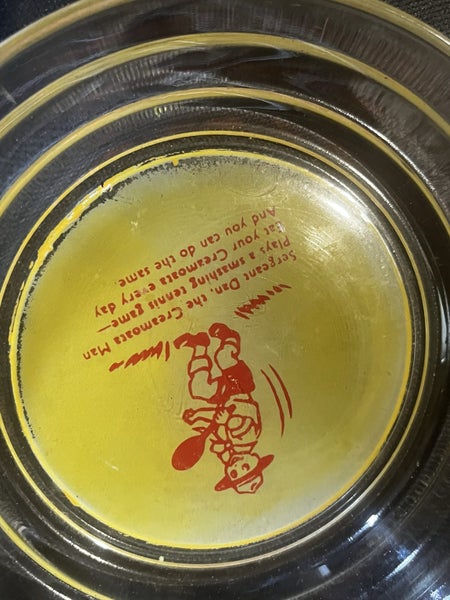 Sergeant Dan, the Creamoata Man
Plays a smashing tennis game—
Eat your Creamoata every day
And you can do the same.